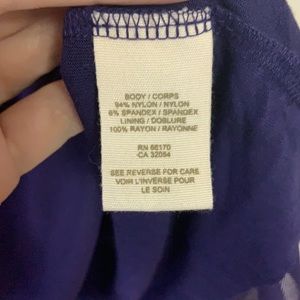 BODY / CORPS
94% NYLON / NYLON
6% SPANDEX / SPANDEX
LINING / DOBLURE
100% RAYON / RAYONNE
RN 66170
CA 32054
SEE REVERSE FOR CARE
VOIR L'INVERSE POUR
LE SOIN